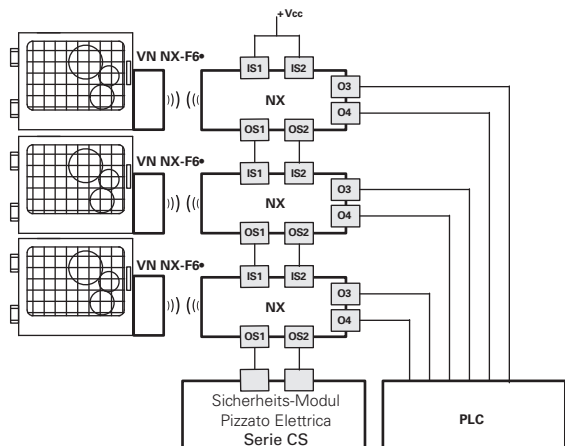 +Vcc
VN NX-F6•
IS1 IS2
NX
O3
O4
OS1 OS2
VN NX-F6•
IS1 IS2
NX
O3
O4
OS1 OS2
VN NX-F6•
IS1 IS2
NX
O3
O4
OS1 OS2
Sicherheits-Modul
Pizzato Elettrica
Serie CS
PLC